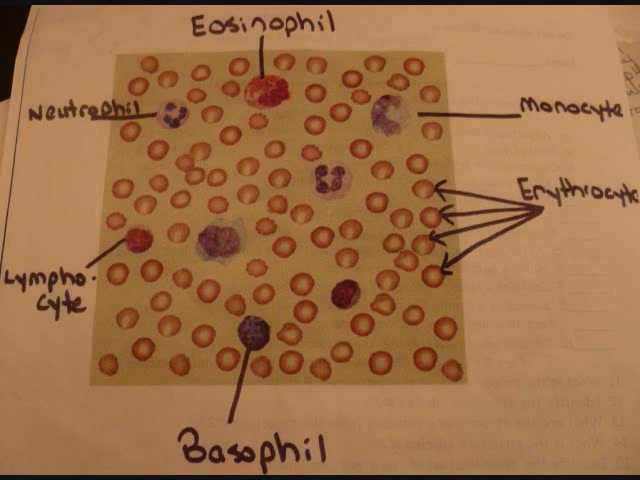 Eosinophil
Neutrophil
Monocyte
Erythrocyte
Lympho-
cyte
Basophil